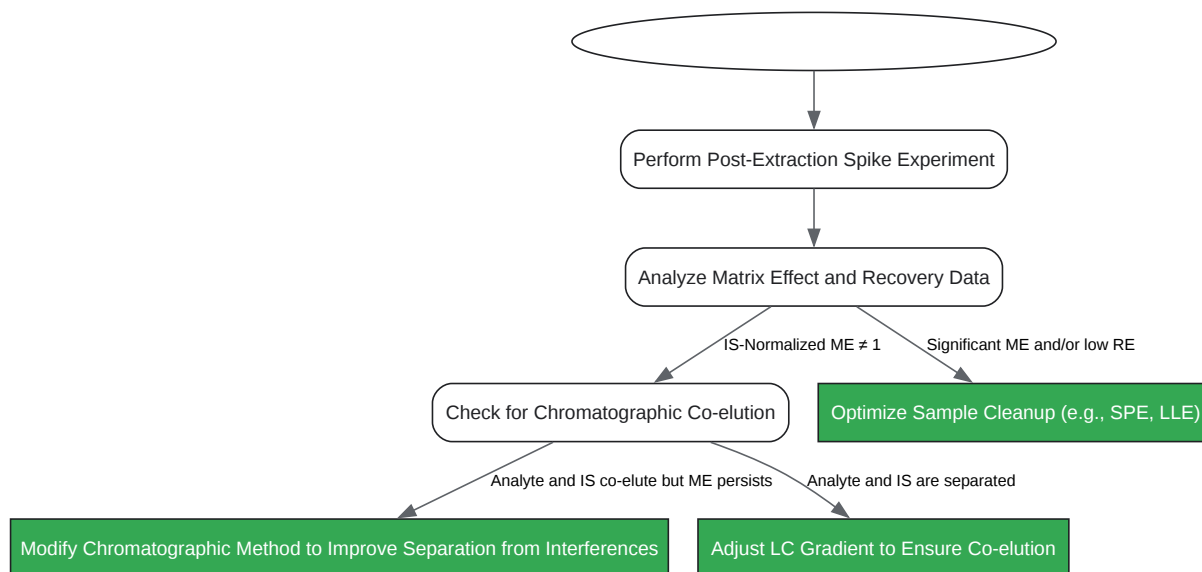 Perform Post-Extraction Spike Experiment
Analyze Matrix Effect and Recovery Data
IS-Normalized ME ≠ 1
Significant ME and/or low RE
Check for Chromatographic Co-elution
Optimize Sample Cleanup (e.g., SPE, LLE)
Analyte and IS co-elute but ME persists
Analyte and IS are separated
Modify Chromatographic Method to Improve Separation from Interferences
Adjust LC Gradient to Ensure Co-elution